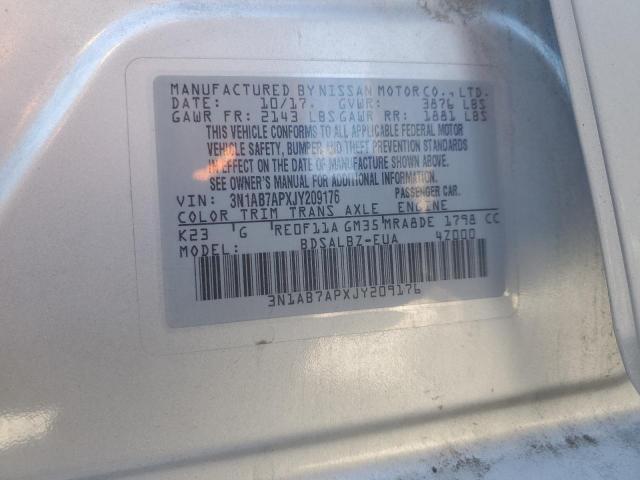 MANUFACTURED BY NISSAN MOTOR CO., LTD.
DATE: 10/17. GVWR: 3876 LBS
GAWR FR: 2143 LBS GAWR RR: 1881 LBS
THIS VEHICLE CONFORMS TO ALL APPLICABLE FEDERAL MOTOR
VEHICLE SAFETY, BUMPER AND THEFT PREVENTION STANDARDS
IN EFFECT ON THE DATE OF MANUFACTURE SHOWN ABOVE.
SEE OWNER'S MANUAL FOR ADDITIONAL INFORMATION.
VIN: 3N1AB7APXJY209176 PASSENGER CAR.
COLOR TRIM TRANS AXLE ENGINE
K23 G RE0F11A GM35 MRA8DE 1798 CC
MODEL: BDSALBZ-EUA 4Z000
3N1AB7APXJY209176